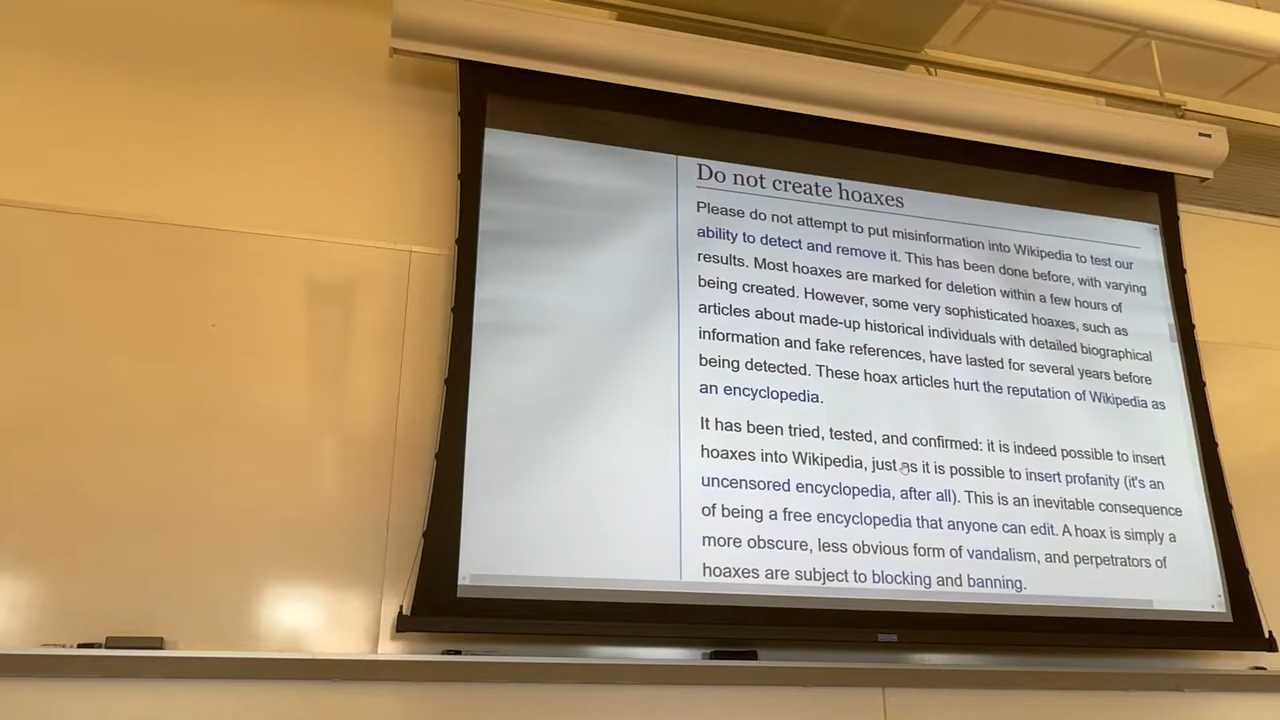 Do not create hoaxes
Please do not attempt to put misinformation into Wikipedia to test our
ability to detect and remove it. This has been done before, with varying
results. Most hoaxes are marked for deletion within a few hours of
being created. However, some very sophisticated hoaxes, such as
articles about made-up historical individuals with detailed biographical
information and fake references, have lasted for several years before
being detected. These hoax articles hurt the reputation of Wikipedia as
an encyclopedia.
It has been tried, tested, and confirmed: it is indeed possible to insert
hoaxes into Wikipedia, just as it is possible to insert profanity (it's an
uncensored encyclopedia, after all). This is an inevitable consequence
of being a free encyclopedia that anyone can edit. A hoax is simply a
more obscure, less obvious form of vandalism, and perpetrators of
hoaxes are subject to blocking and banning.